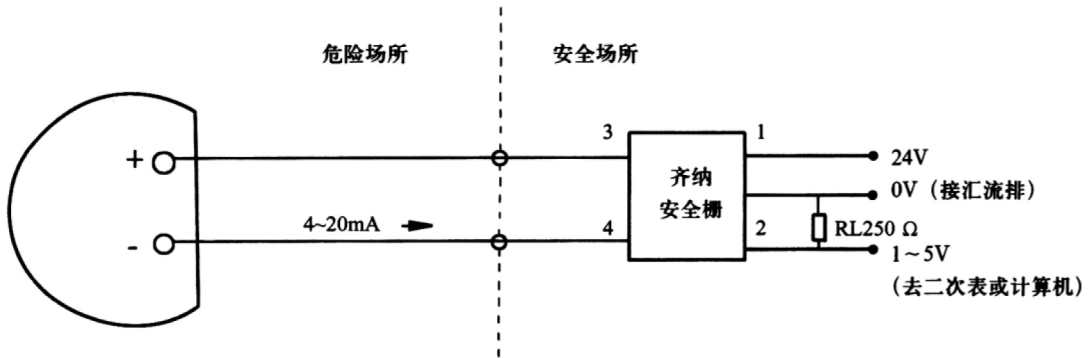 危险场所
安全场所
+
3
1
24V
齐纳
安全栅
0V（接汇流排）
4~20mA
-
4
2
RL250 Ω
1～5V
（去二次表或计算机）